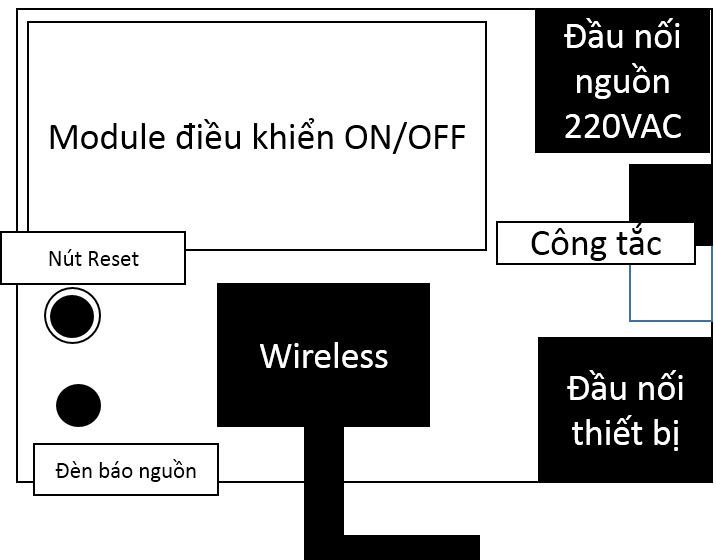 Đầu nối
nguồn
220VAC
Module điều khiển ON/OFF
Công tắc
Nút Reset
Wireless
Đầu nối
thiết bị
Đèn báo nguồn